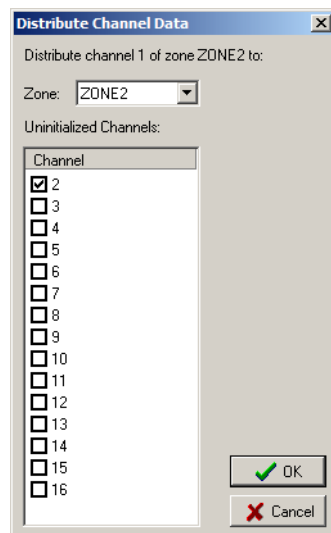 Distribute Channel Data
Distribute channel 1 of zone ZONE2 to:
Zone: ZONE2
Uninitialized Channels:
Channel
2
3
4
5
6
7
8
9
10
11
12
13
14
15
16
OK
Cancel